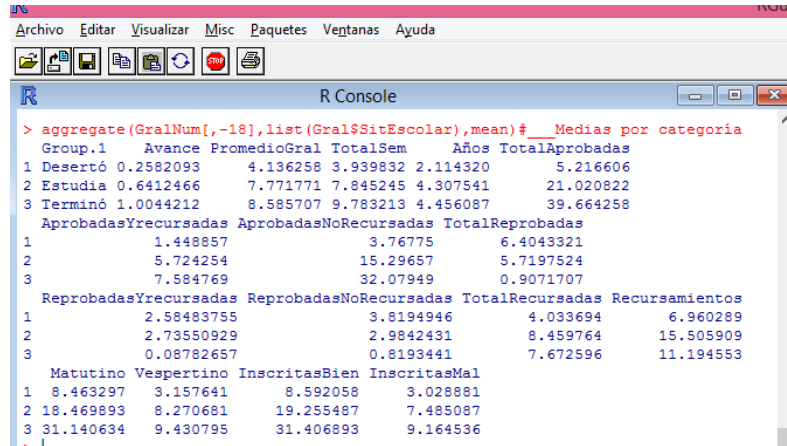 Archivo Editar Visualizar Misc Paquetes Ventanas Ayuda
STOP
R Console
> aggregate(GralNum[,-18],list(Gral$SitEscolar),mean)#___Medias por categoría
Group.1 Avance PromedioGral TotalSem Años TotalAprobadas
1 Desertó 0.2582093 4.136258 3.939832 2.114320 5.216606
2 Estudia 0.6412466 7.771771 7.845245 4.307541 21.020822
3 Terminó 1.0044212 8.585707 9.783213 4.456087 39.664258
AprobadasYrecursadas AprobadasNoRecursadas TotalReprobadas
1 1.448857 3.76775 6.4043321
2 5.724254 15.29657 5.7197524
3 7.584769 32.07949 0.9071707
ReprobadasYrecursadas ReprobadasNoRecursadas TotalRecursadas Recursamientos
1 2.58483755 3.8194946 4.033694 6.960289
2 2.73550929 2.9842431 8.459764 15.505909
3 0.08782657 0.8193441 7.672596 11.194553
Matutino Vespertino InscritasBien InscritasMal
1 8.463297 3.157641 8.592058 3.028881
2 18.469893 8.270681 19.255487 7.485087
3 31.140634 9.430795 31.406893 9.164536